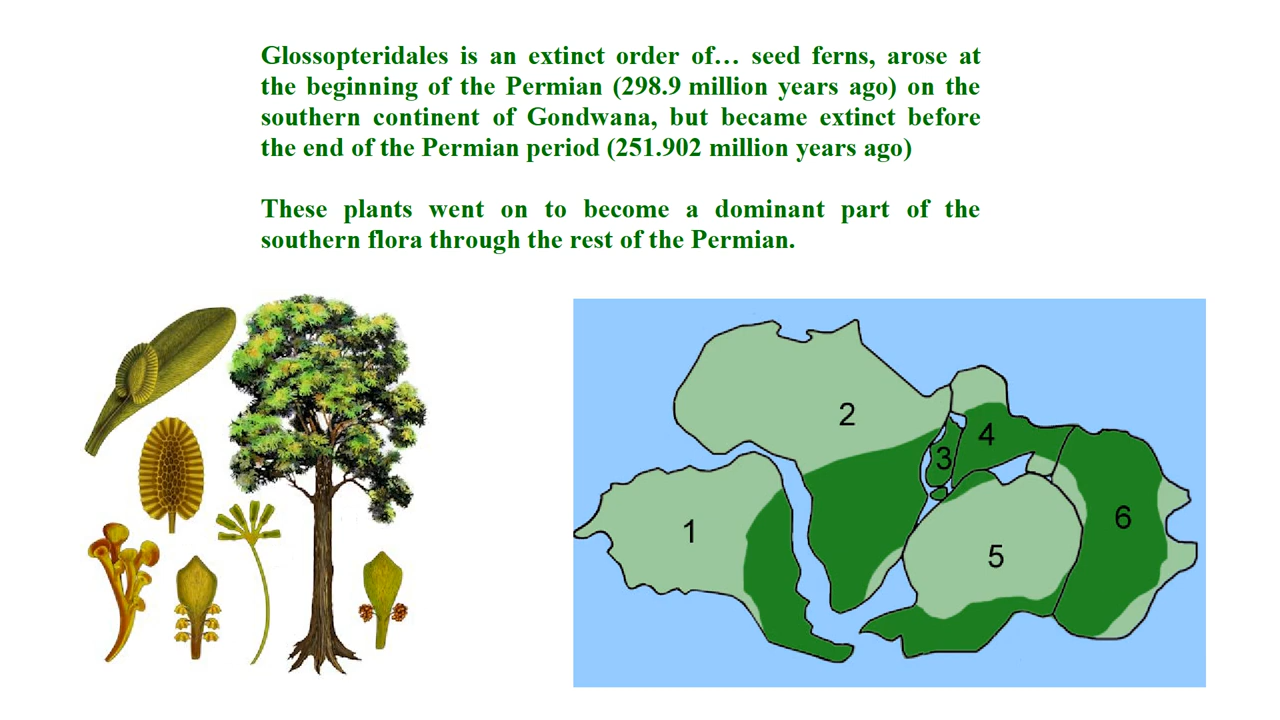 Glossopteridales is an extinct order of… seed ferns, arose at
the beginning of the Permian (298.9 million years ago) on the
southern continent of Gondwana, but became extinct before
the end of the Permian period (251.902 million years ago)
These plants went on to become a dominant part of the
southern flora through the rest of the Permian.
2
4
3
6
1
5